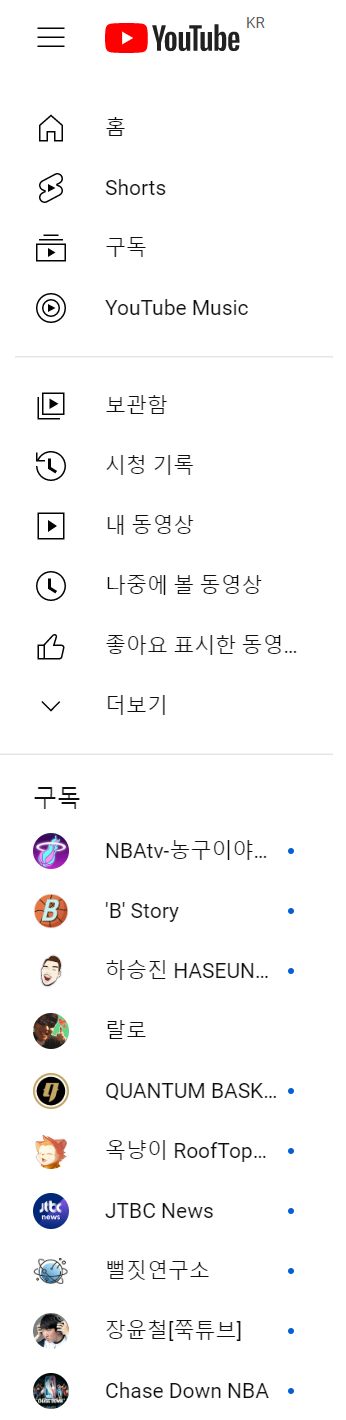 YouTube KR
홈
Shorts
구독
YouTube Music
보관함
시청 기록
내 동영상
나중에 볼 동영상
좋아요 표시한 동영...
더보기
구독
NBAtv-농구이야...
'B' Story
하승진 HASEUN...
랄로
QUANTUM BASK...
옥냥이 RoofTop...
JTBC News
뻘짓연구소
장윤철[쭉튜브]
Chase Down NBA